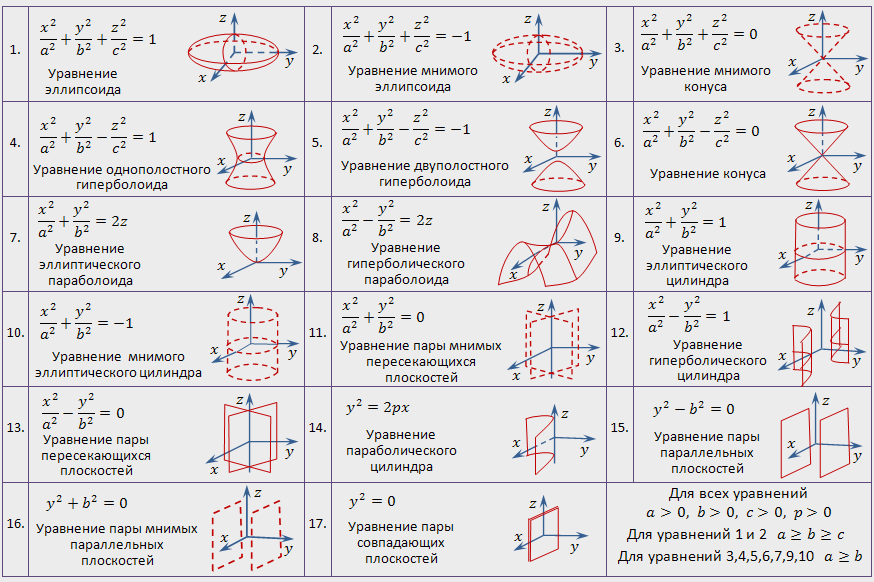 1. x²/a² + y²/b² + z²/c² = 1
Уравнение
эллипсоида
z
x
y
2. x²/a² + y²/b² + z²/c² = −1
Уравнение мнимого
эллипсоида
z
x
y
3. x²/a² + y²/b² + z²/c² = 0
Уравнение мнимого
конуса
z
x
y
4. x²/a² + y²/b² − z²/c² = 1
Уравнение однополостного
гиперболоида
z
x
y
5. x²/a² + y²/b² − z²/c² = −1
Уравнение двуполостного
гиперболоида
z
x
y
6. x²/a² + y²/b² − z²/c² = 0
Уравнение конуса
z
x
y
7. x²/a² + y²/b² = 2z
Уравнение
эллиптического
параболоида
z
x
y
8. x²/a² − y²/b² = 2z
Уравнение
гиперболического
параболоида
z
x
y
9. x²/a² + y²/b² = 1
Уравнение
эллиптического
цилиндра
z
x
y
10. x²/a² + y²/b² = −1
Уравнение мнимого
эллиптического цилиндра
z
x
y
11. x²/a² + y²/b² = 0
Уравнение пары мнимых
пересекающихся
плоскостей
z
x
y
12. x²/a² − y²/b² = 1
Уравнение
гиперболического
цилиндра
z
x
y
13. x²/a² − y²/b² = 0
Уравнение пары
пересекающихся
плоскостей
z
x
y
14. y² = 2px
Уравнение
параболического
цилиндра
z
x
y
15. y² − b² = 0
Уравнение пары
параллельных
плоскостей
z
x
y
16. y² + b² = 0
Уравнение пары мнимых
параллельных
плоскостей
z
x
y
17. y² = 0
Уравнение пары
совпадающих
плоскостей
z
x
y
Для всех уравнений
a > 0, b > 0, c > 0, p > 0
Для уравнений 1 и 2 a ≥ b ≥ c
Для уравнений 3,4,5,6,7,9,10 a ≥ b